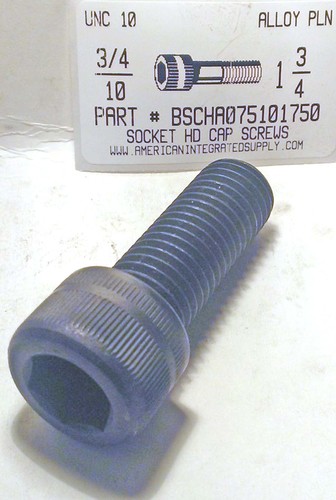 UNC 10 ALLOY PLN
3/4 10 1 3/4
PART # BSCHA075101750
SOCKET HD CAP SCREWS
WWW.AMERICANINTEGRATEDSUPPLY.COM